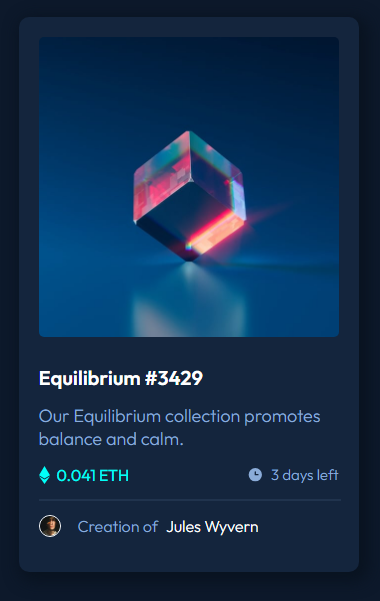 Equilibrium #3429
Our Equilibrium collection promotes
balance and calm.
0.041 ETH 3 days left
Creation of Jules Wyvern